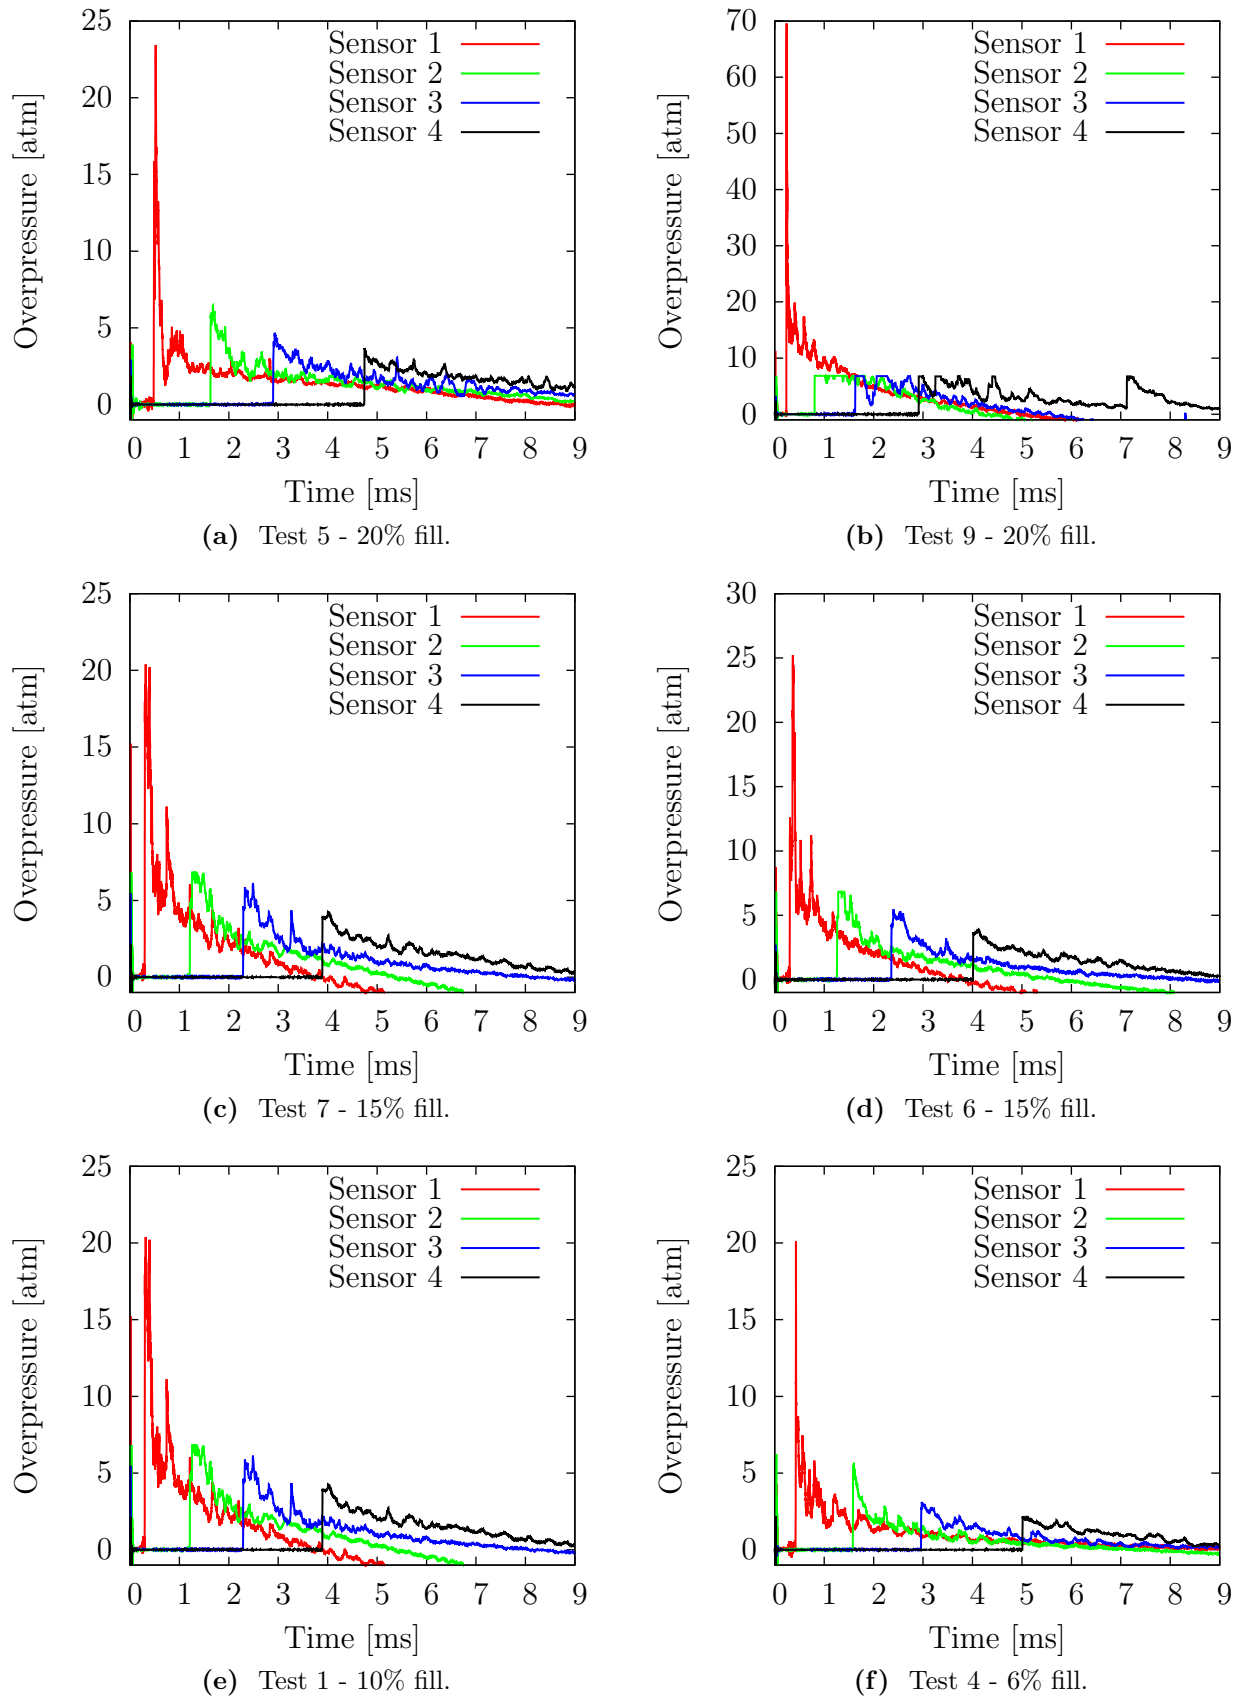 25
20
15
10
5
0
Overpressure [atm]
Sensor 1
Sensor 2
Sensor 3
Sensor 4
0 1 2 3 4 5 6 7 8 9
Time [ms]
(a) Test 5 - 20% fill.
70
60
50
40
30
20
10
0
Overpressure [atm]
Sensor 1
Sensor 2
Sensor 3
Sensor 4
0 1 2 3 4 5 6 7 8 9
Time [ms]
(b) Test 9 - 20% fill.
25
20
15
10
5
0
Overpressure [atm]
Sensor 1
Sensor 2
Sensor 3
Sensor 4
0 1 2 3 4 5 6 7 8 9
Time [ms]
(c) Test 7 - 15% fill.
30
25
20
15
10
5
0
Overpressure [atm]
Sensor 1
Sensor 2
Sensor 3
Sensor 4
0 1 2 3 4 5 6 7 8 9
Time [ms]
(d) Test 6 - 15% fill.
25
20
15
10
5
0
Overpressure [atm]
Sensor 1
Sensor 2
Sensor 3
Sensor 4
0 1 2 3 4 5 6 7 8 9
Time [ms]
(e) Test 1 - 10% fill.
25
20
15
10
5
0
Overpressure [atm]
Sensor 1
Sensor 2
Sensor 3
Sensor 4
0 1 2 3 4 5 6 7 8 9
Time [ms]
(f) Test 4 - 6% fill.